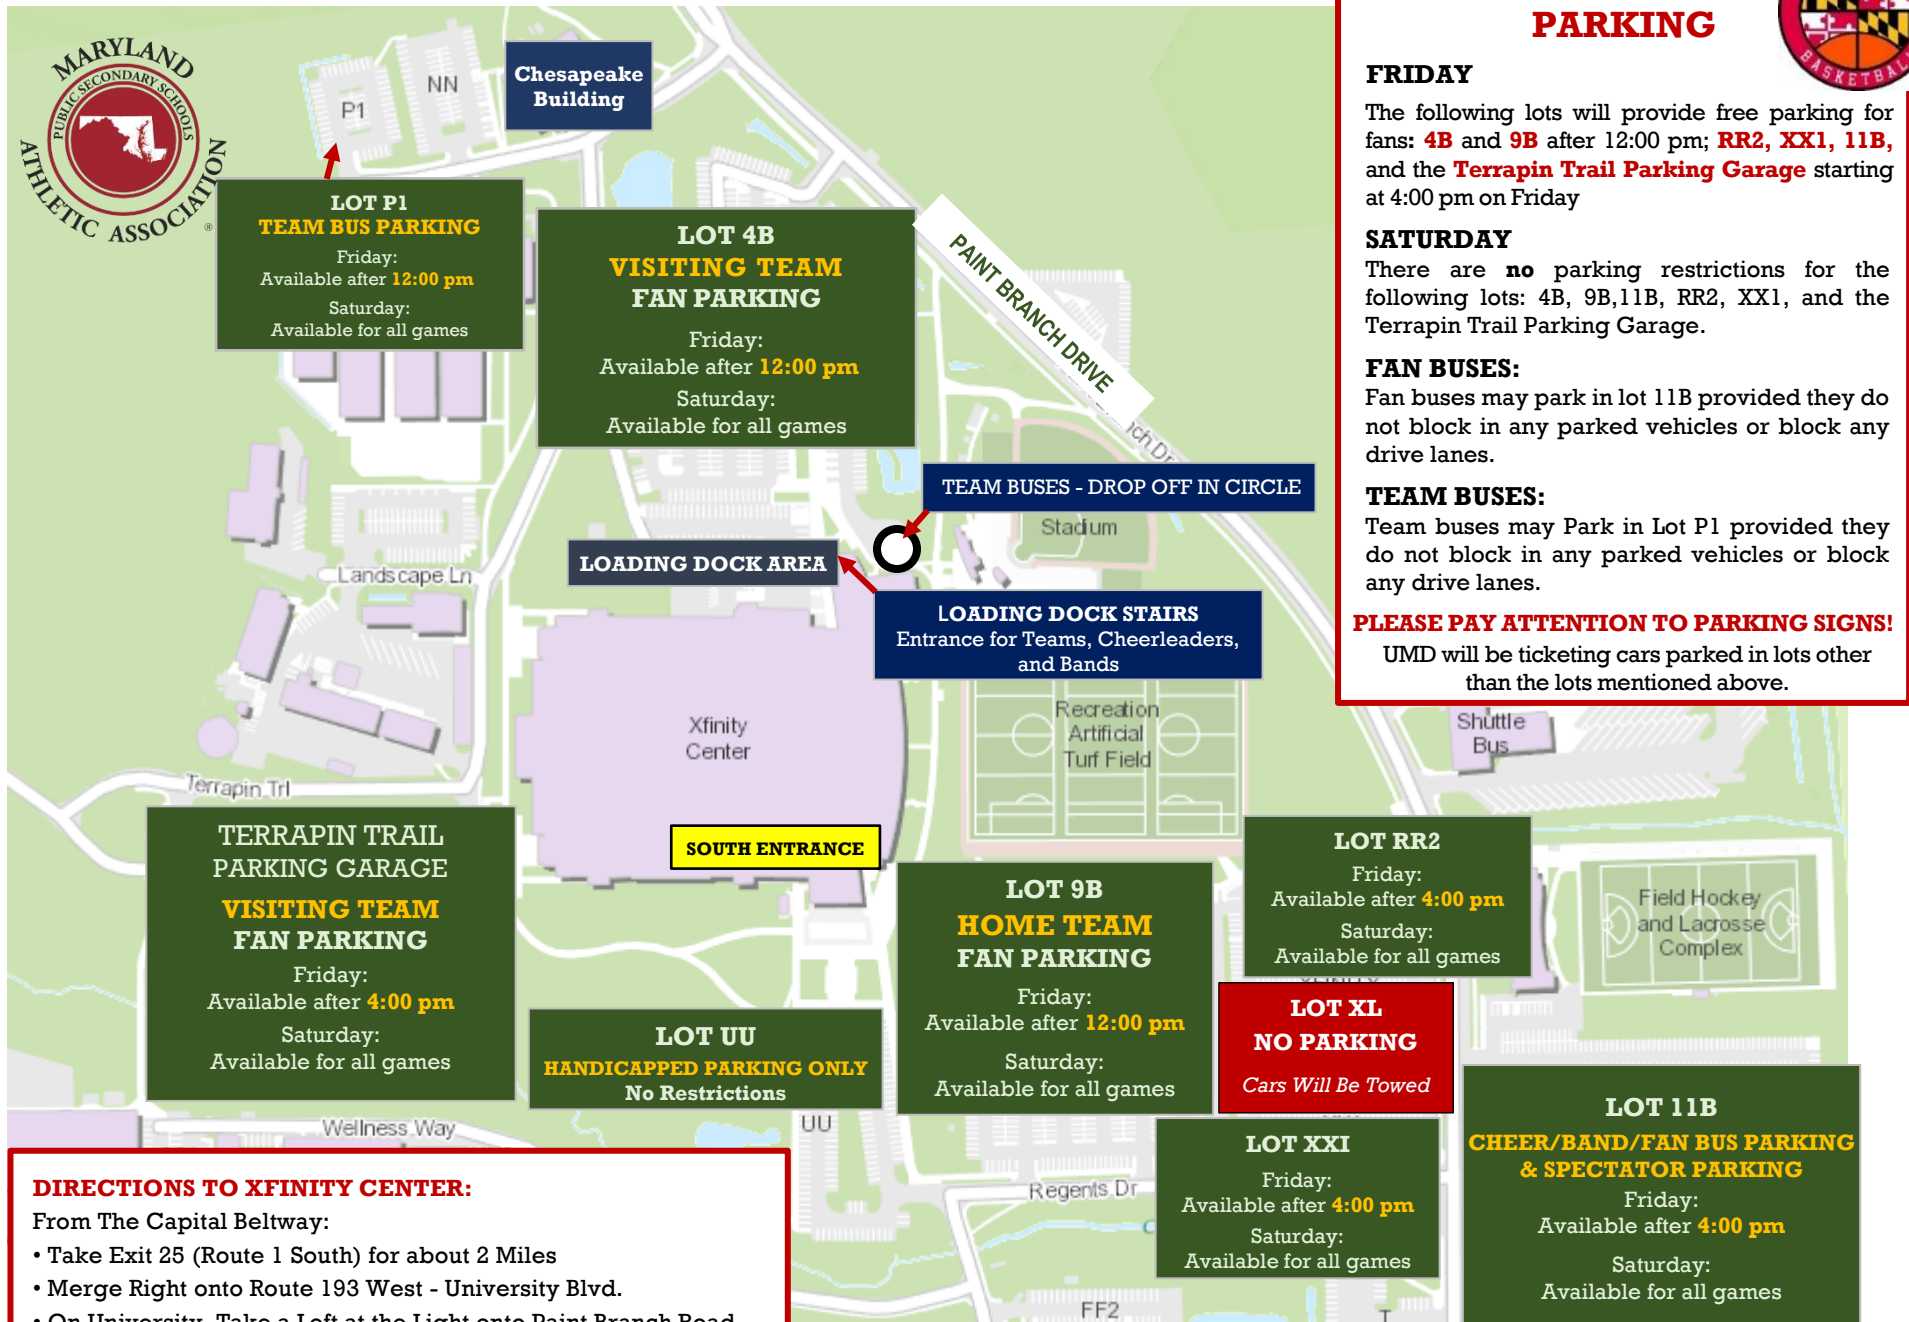 MARYLAND
PUBLIC SECONDARY SCHOOLS
ATHLETIC ASSOCIATION
®
P1
NN
Chesapeake
Building
LOT P1
TEAM BUS PARKING
Friday:
Available after 12:00 pm
Saturday:
Available for all games
LOT 4B
VISITING TEAM
FAN PARKING
Friday:
Available after 12:00 pm
Saturday:
Available for all games
PAINT BRANCH DRIVE
PARKING
BASKETBALL
FRIDAY
The following lots will provide free parking for
fans: 4B and 9B after 12:00 pm; RR2, XX1, 11B,
and the Terrapin Trail Parking Garage starting
at 4:00 pm on Friday
SATURDAY
There are no parking restrictions for the
following lots: 4B, 9B,11B, RR2, XX1, and the
Terrapin Trail Parking Garage.
FAN BUSES:
Fan buses may park in lot 11B provided they do
not block in any parked vehicles or block any
drive lanes.
TEAM BUSES:
Team buses may Park in Lot P1 provided they
do not block in any parked vehicles or block
any drive lanes.
PLEASE PAY ATTENTION TO PARKING SIGNS!
UMD will be ticketing cars parked in lots other
than the lots mentioned above.
TEAM BUSES - DROP OFF IN CIRCLE
Stadium
LOADING DOCK AREA
Landscape Ln
LOADING DOCK STAIRS
Entrance for Teams, Cheerleaders,
and Bands
Xfinity
Center
Recreation
Artificial
Turf Field
Shuttle
Bus
Terrapin Trl
TERRAPIN TRAIL
PARKING GARAGE
VISITING TEAM
FAN PARKING
Friday:
Available after 4:00 pm
Saturday:
Available for all games
SOUTH ENTRANCE
LOT UU
HANDICAPPED PARKING ONLY
No Restrictions
UU
LOT 9B
HOME TEAM
FAN PARKING
Friday:
Available after 12:00 pm
Saturday:
Available for all games
LOT RR2
Friday:
Available after 4:00 pm
Saturday:
Available for all games
Field Hockey
and Lacrosse
Complex
LOT XL
NO PARKING
Cars Will Be Towed
LOT XXI
Friday:
Available after 4:00 pm
Saturday:
Available for all games
LOT 11B
CHEER/BAND/FAN BUS PARKING
& SPECTATOR PARKING
Friday:
Available after 4:00 pm
Saturday:
Available for all games
Wellness Way
Regents Dr
FF2
DIRECTIONS TO XFINITY CENTER:
From The Capital Beltway:
• Take Exit 25 (Route 1 South) for about 2 Miles
• Merge Right onto Route 193 West - University Blvd.
• On University, Take a Left at the Light onto Paint Branch Road